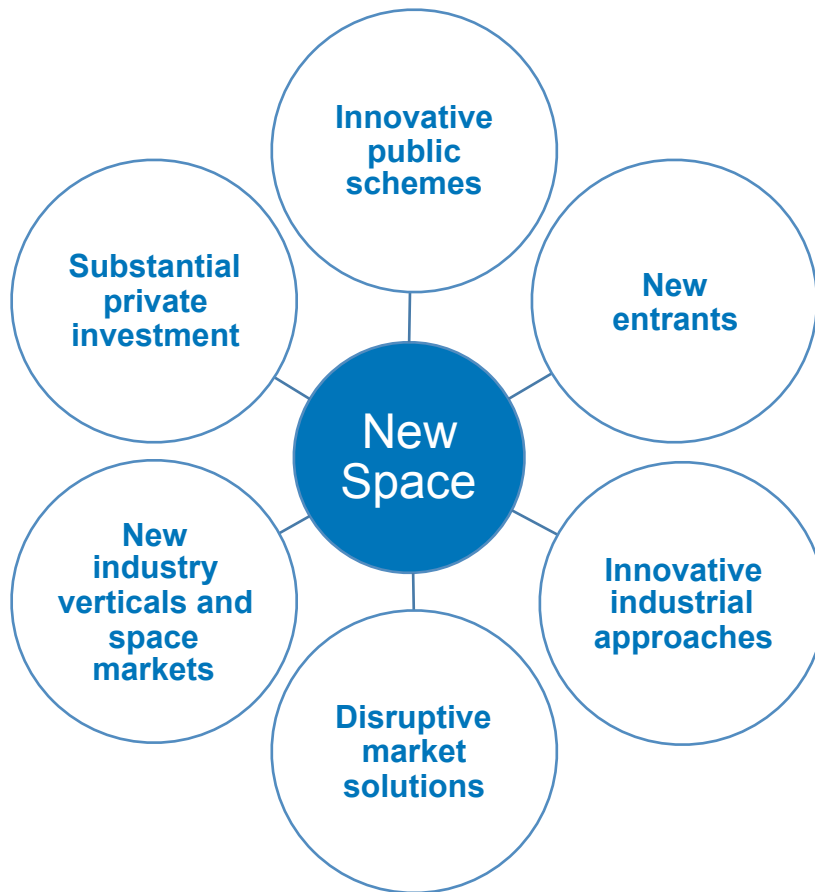 Innovative
public
schemes
Substantial
private
investment
New
entrants
New
Space
New
industry
verticals and
space
markets
Innovative
industrial
approaches
Disruptive
market
solutions